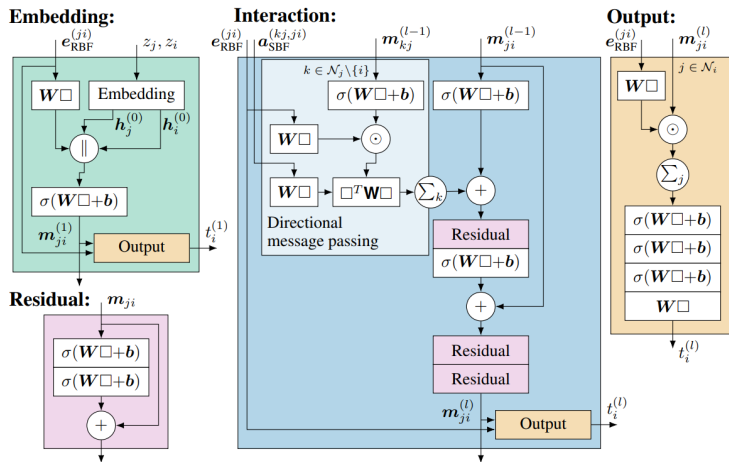 Embedding:
e_RBF^(ji) z_j, z_i
W□ Embedding
h_j^(0) h_i^(0)
∥
σ(W□+b)
m_ji^(1) Output t_i^(1)
Residual:
m_ji
σ(W□+b)
σ(W□+b)
+
Interaction:
e_RBF^(ji) a_SBF^(kj,ji) m_kj^(l−1) m_ji^(l−1)
k ∈ N_j\{i}
σ(W□+b) σ(W□+b)
W□ ⊙
W□ □^T W□ ∑_k +
Directional
message passing
Residual
σ(W□+b)
+
Residual
Residual
m_ji^(l) Output t_i^(l)
Output:
e_RBF^(ji) m_ji^(l)
j ∈ N_i
W□
⊙
∑_j
σ(W□+b)
σ(W□+b)
σ(W□+b)
W□
t_i^(l)